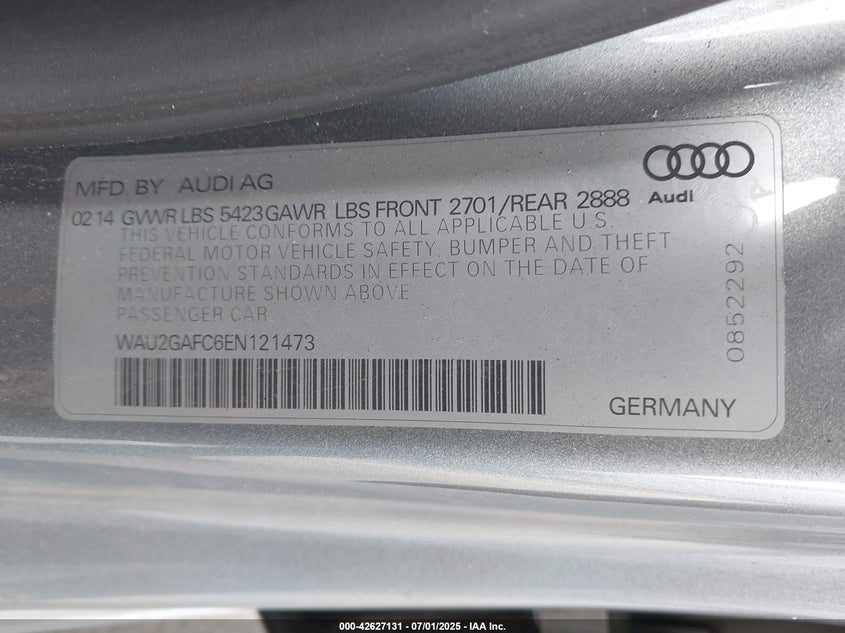 MFD. BY AUDI AG
Audi
02 14 GVWR LBS 5423 GAWR LBS FRONT 2701/REAR 2888
THIS VEHICLE CONFORMS TO ALL APPLICABLE U.S.
FEDERAL MOTOR VEHICLE SAFETY, BUMPER AND THEFT
PREVENTION STANDARDS IN EFFECT ON THE DATE OF
MANUFACTURE SHOWN ABOVE
PASSENGER CAR
WAU2GAFC6EN121473
0852292
GERMANY
000-42627131 - 07/01/2025 - IAA Inc.